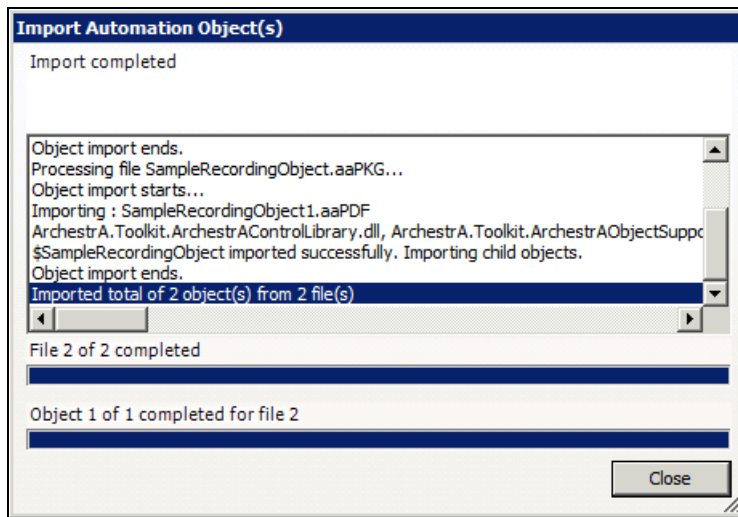 Import Automation Object(s)
Import completed
Object import ends.
Processing file SampleRecordingObject.aaPKG...
Object import starts...
Importing : SampleRecordingObject1.aaPDF
ArchestrA.Toolkit.ArchestrAControlLibrary.dll, ArchestrA.Toolkit.ArchestrAObjectSuppo
$SampleRecordingObject imported successfully. Importing child objects.
Object import ends.
Imported total of 2 object(s) from 2 file(s)
File 2 of 2 completed
Object 1 of 1 completed for file 2
Close